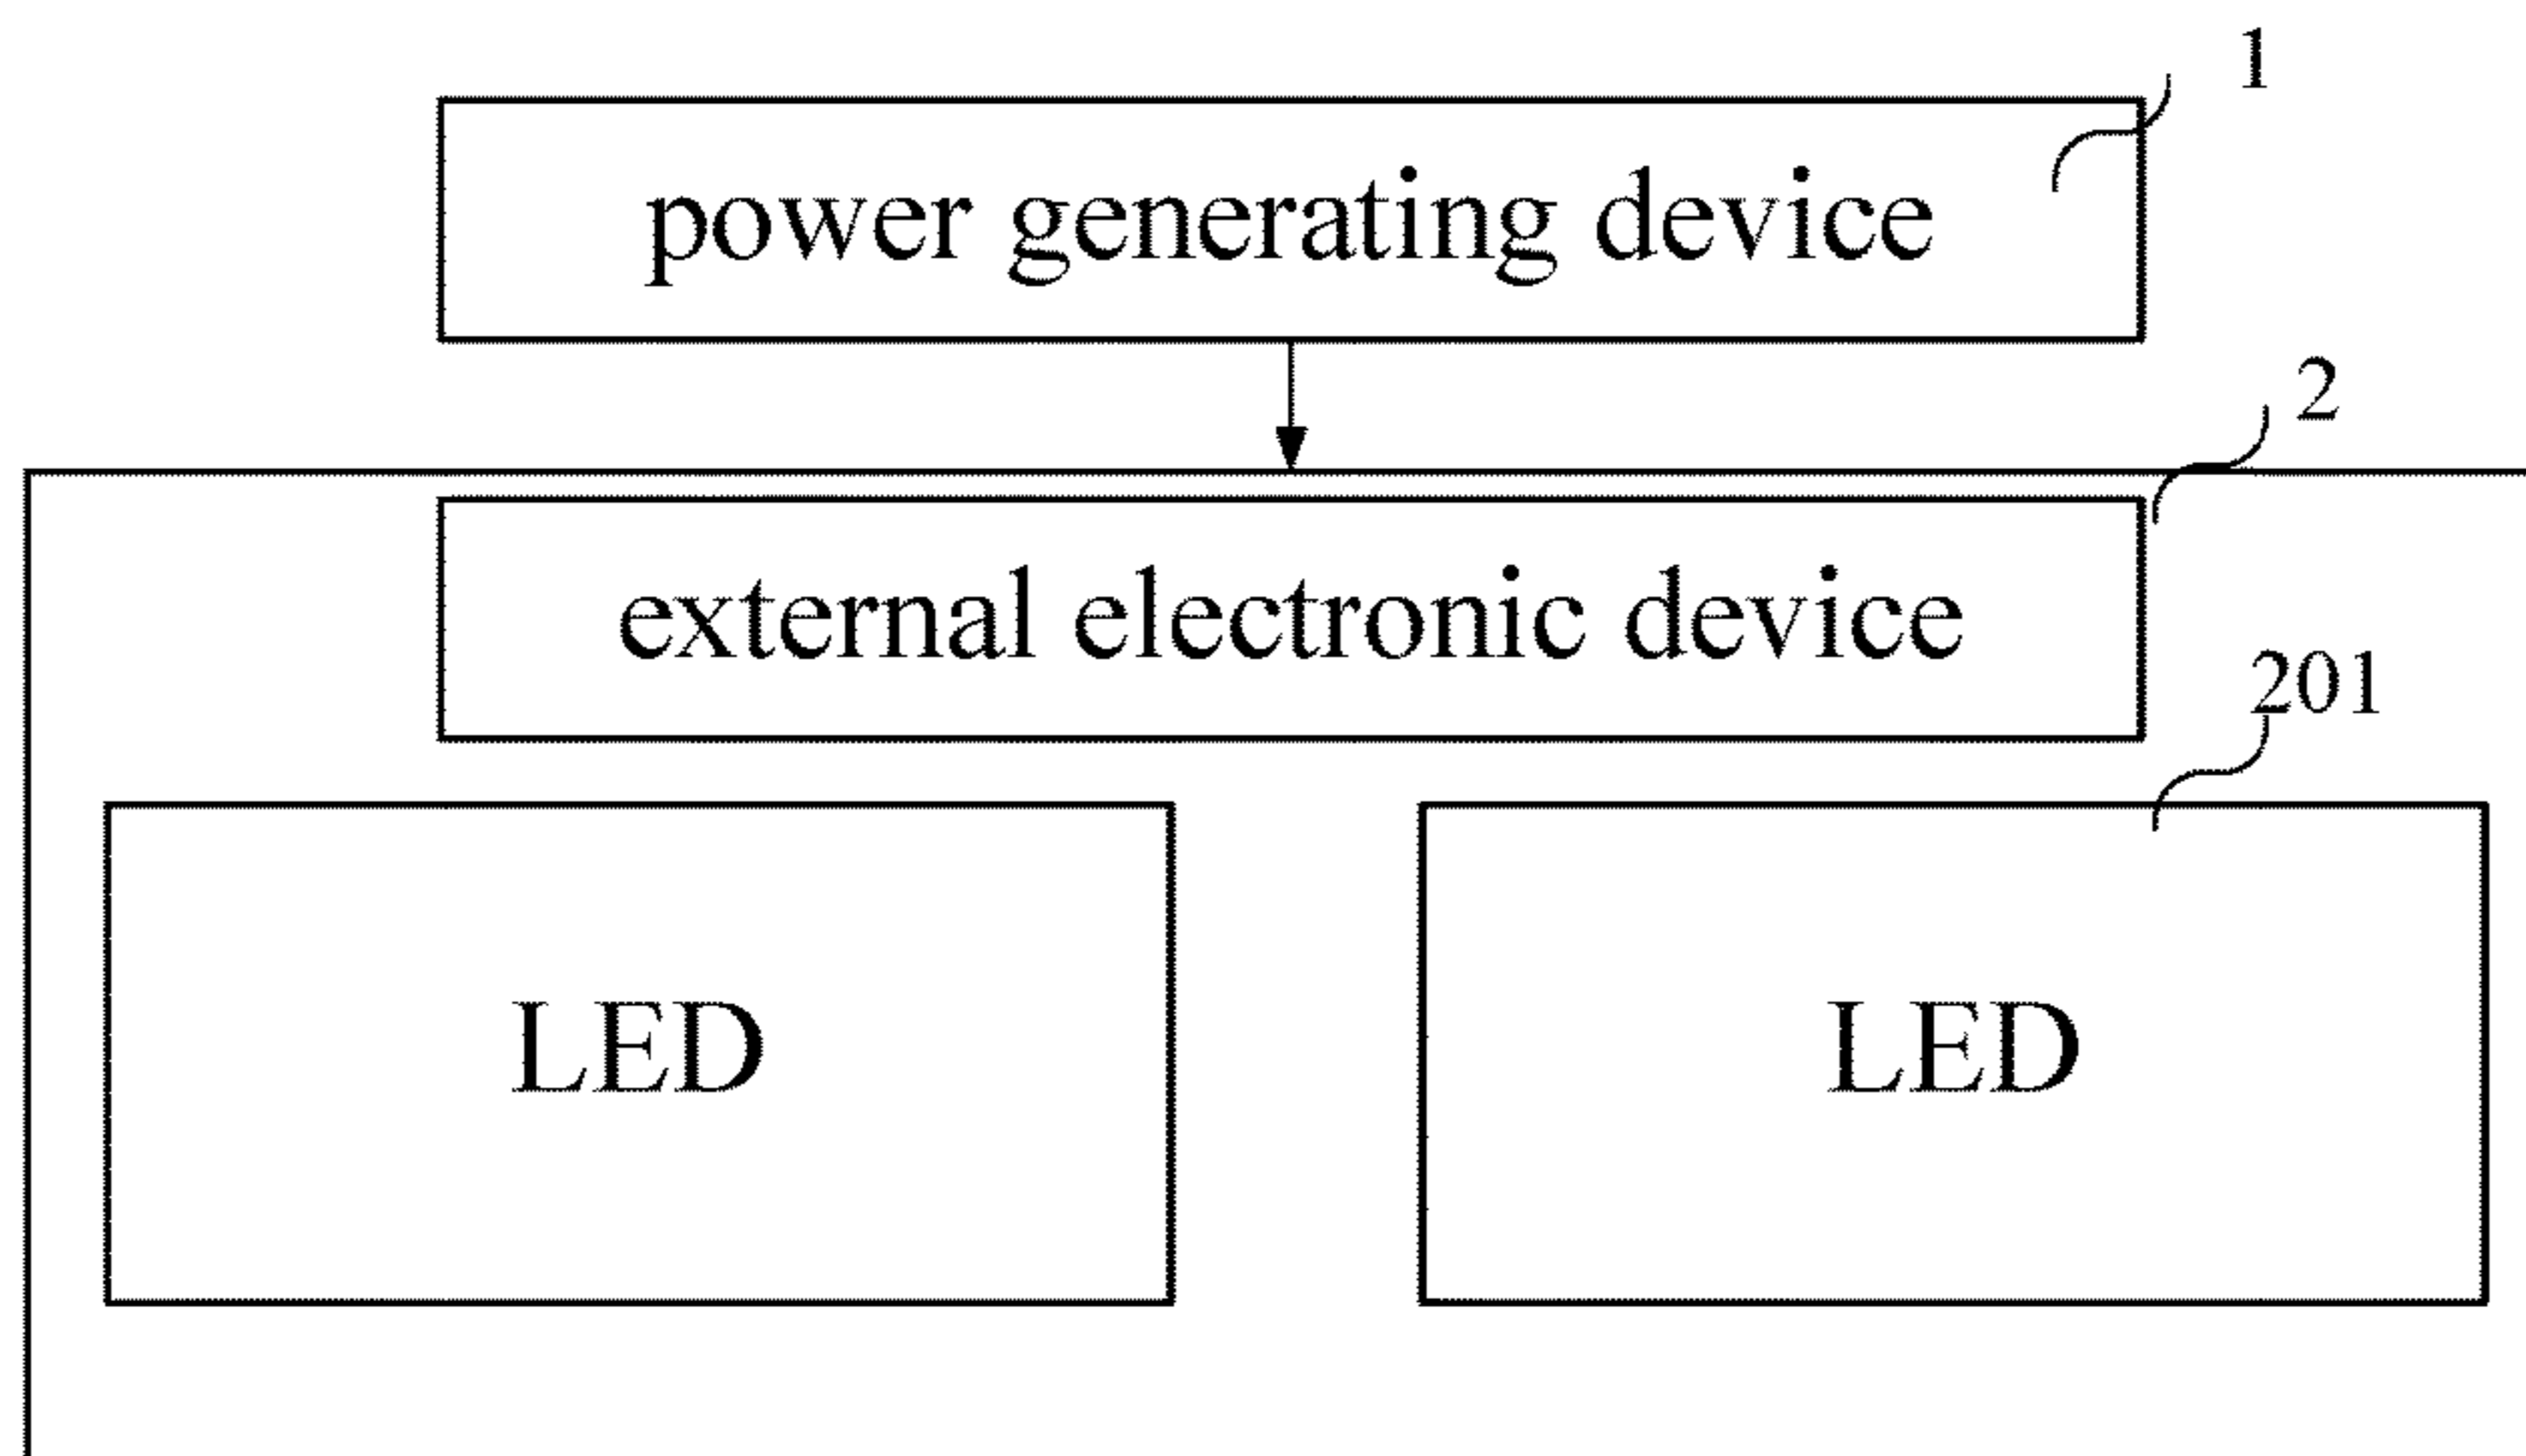 1
power generating device
2
external electronic device
201
LED LED